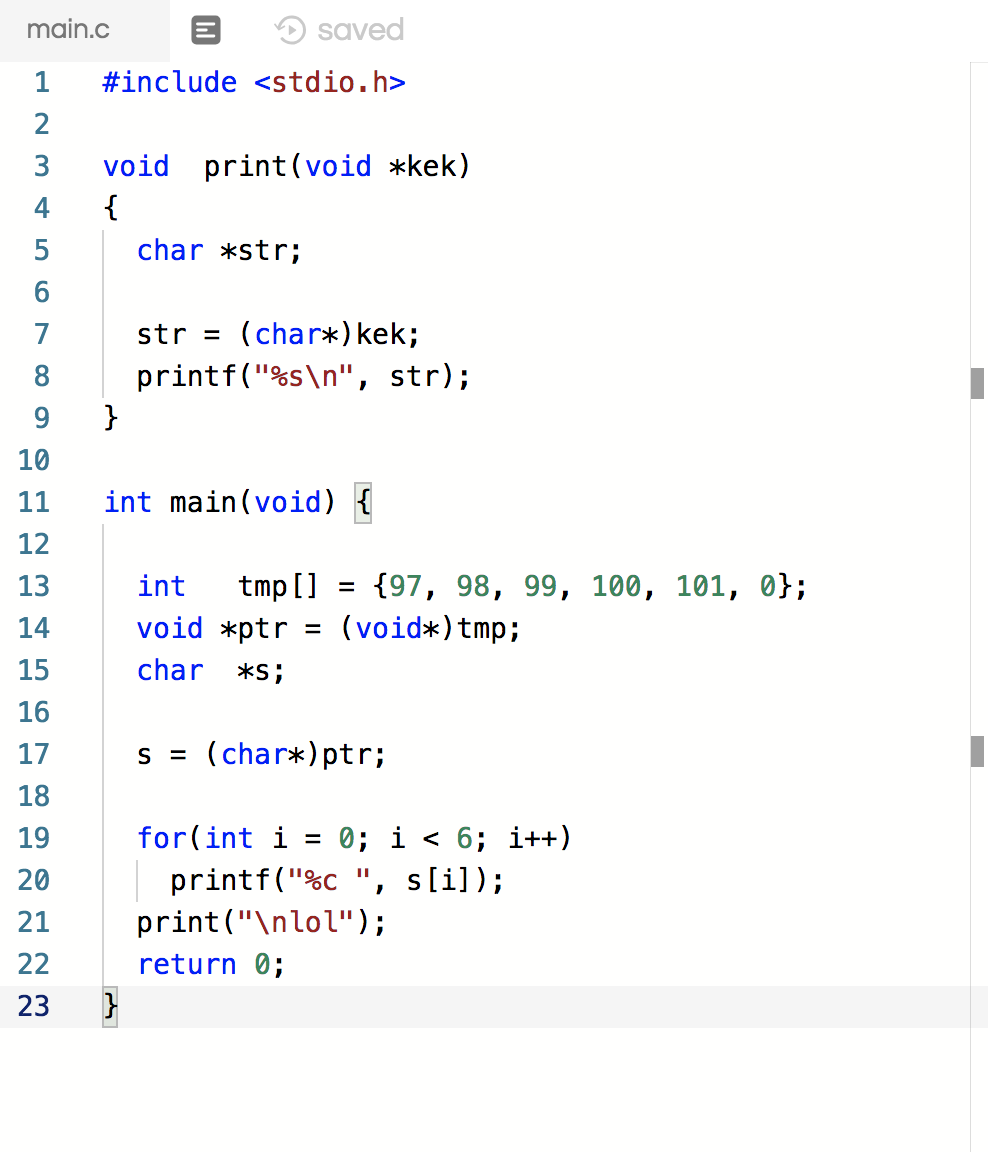 main.c saved
1 #include <stdio.h>
2
3 void  print(void *kek)
4 {
5   char *str;
6
7   str = (char*)kek;
8   printf("%s\n", str);
9 }
10
11 int main(void) {
12
13   int   tmp[] = {97, 98, 99, 100, 101, 0};
14   void *ptr = (void*)tmp;
15   char  *s;
16
17   s = (char*)ptr;
18
19   for(int i = 0; i < 6; i++)
20     printf("%c ", s[i]);
21   print("\nlol");
22   return 0;
23 }